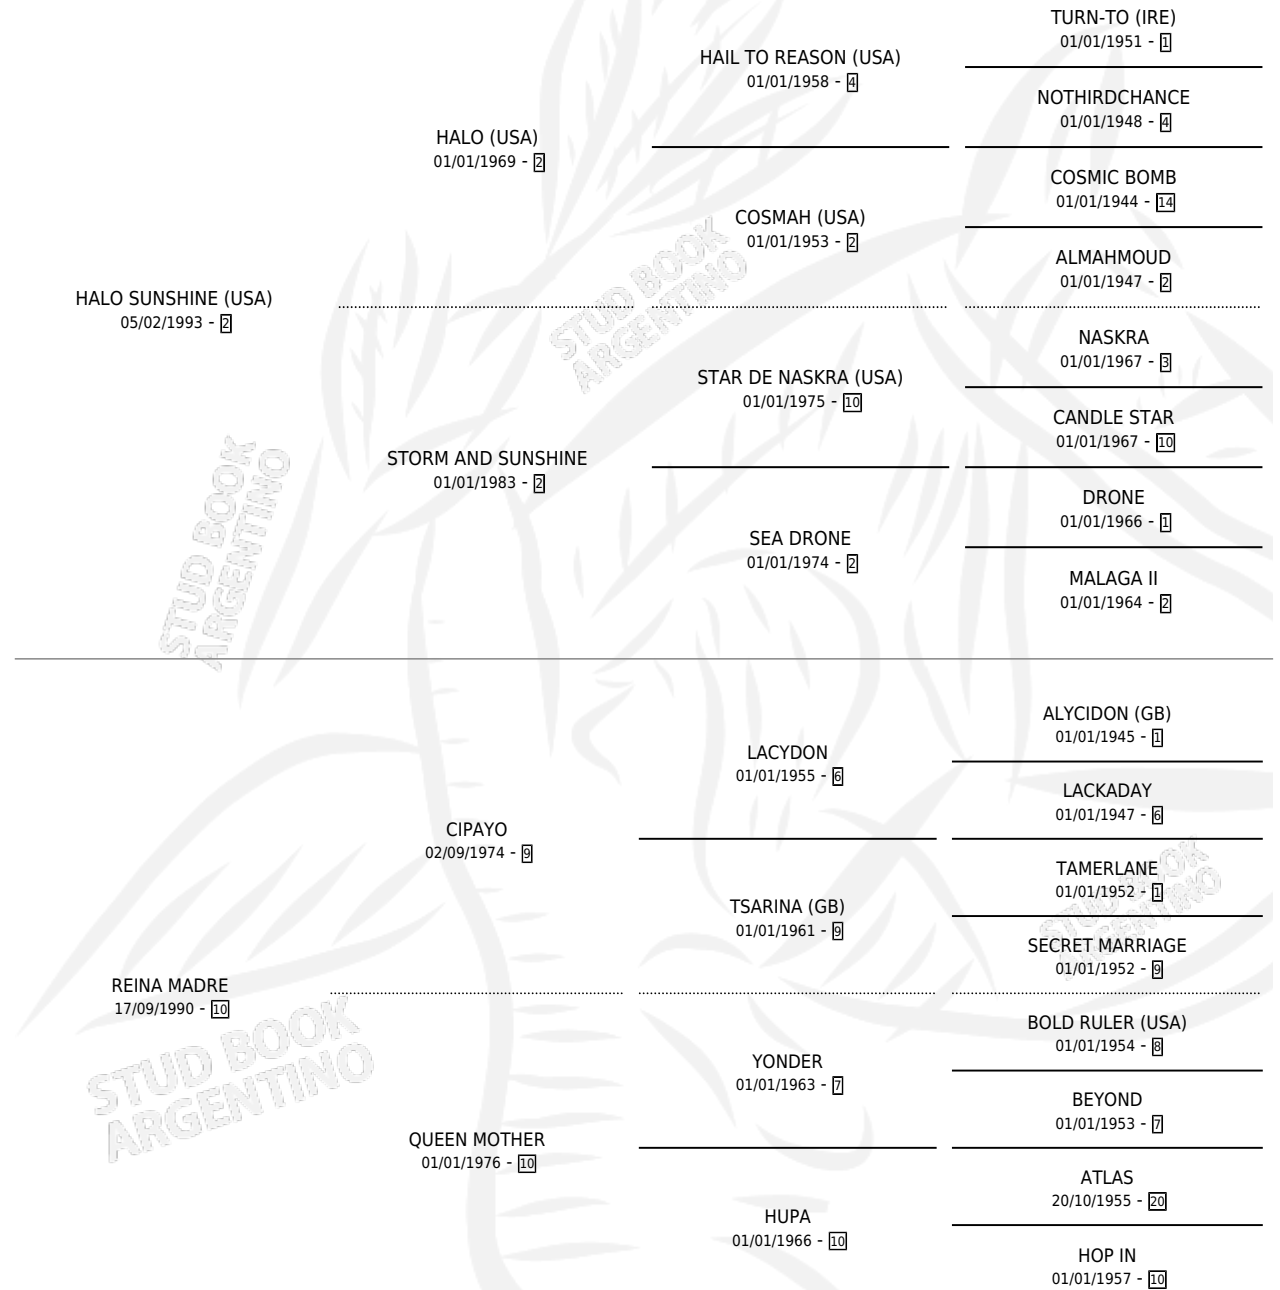 TURN-TO (IRE)
01/01/1951 - 1
HAIL TO REASON (USA)
01/01/1958 - 4
NOTHIRDCHANCE
01/01/1948 - 4
HALO (USA)
01/01/1969 - 2
COSMIC BOMB
01/01/1944 - 14
COSMAH (USA)
01/01/1953 - 2
ALMAHMOUD
01/01/1947 - 2
HALO SUNSHINE (USA)
05/02/1993 - 2
NASKRA
01/01/1967 - 3
STAR DE NASKRA (USA)
01/01/1975 - 10
CANDLE STAR
01/01/1967 - 10
STORM AND SUNSHINE
01/01/1983 - 2
DRONE
01/01/1966 - 1
SEA DRONE
01/01/1974 - 2
MALAGA II
01/01/1964 - 2
STUD BOOK
ARGENTINO
STUD BOOK
ARGENTINO
ALYCIDON (GB)
01/01/1945 - 1
LACYDON
01/01/1955 - 6
LACKADAY
01/01/1947 - 6
CIPAYO
02/09/1974 - 9
TAMERLANE
01/01/1952 - 1
TSARINA (GB)
01/01/1961 - 9
SECRET MARRIAGE
01/01/1952 - 9
REINA MADRE
17/09/1990 - 10
BOLD RULER (USA)
01/01/1954 - 8
YONDER
01/01/1963 - 7
BEYOND
01/01/1953 - 7
QUEEN MOTHER
01/01/1976 - 10
ATLAS
20/10/1955 - 20
HUPA
01/01/1966 - 10
HOP IN
01/01/1957 - 10
STUD BOOK
ARGENTINO
STUD BOOK
ARGENTINO